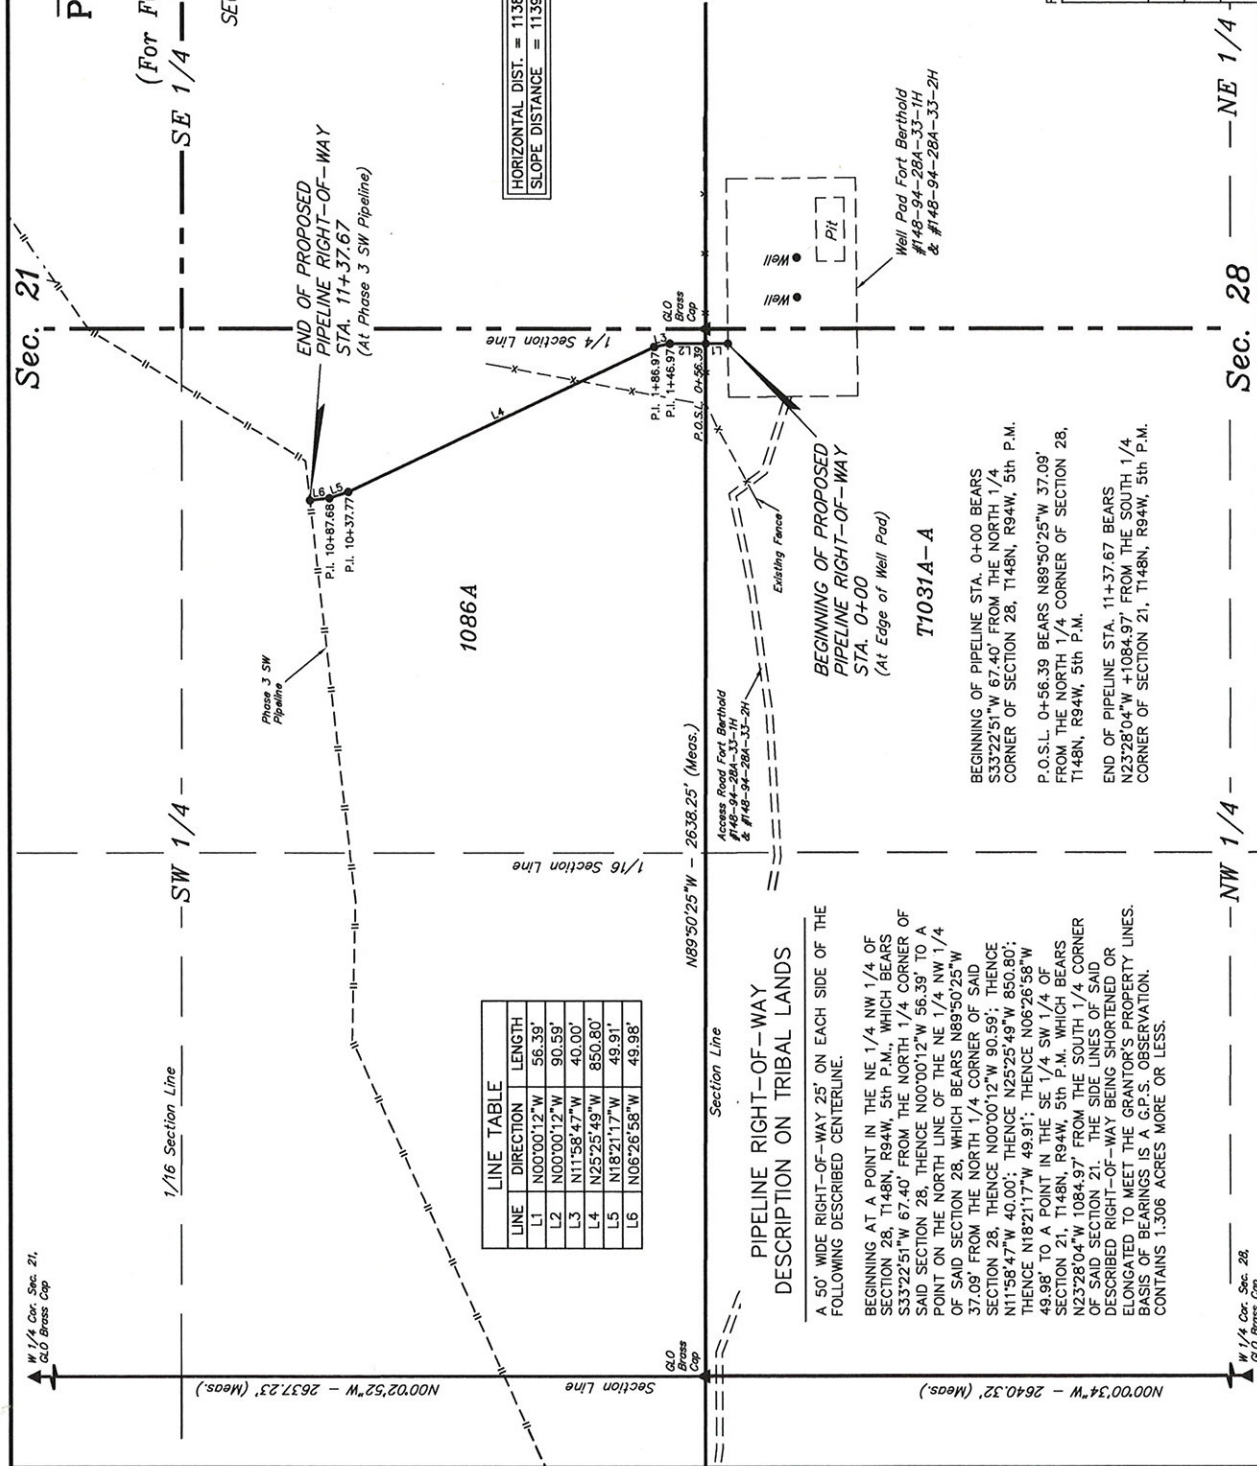 Sec. 21
P
(For F
SE 1/4
SEC
HORIZONTAL DIST. = 1138
SLOPE DISTANCE = 1139
END OF PROPOSED
PIPELINE RIGHT-OF-WAY
STA. 11+37.67
(At Phase 3 SW Pipeline)
L6
L5
P.I. 10+87.68
P.I. 10+37.77
L4
1/4 Section Line
P.I. 1+86.97
P.I. 1+46.97
L3
L2
L1
P.O.S.L. 0+56.39
GLO
Brass
Cap
Well
Well
Pit
Well Pad Fort Berthold
#148-94-28A-33-1H
& #148-94-28A-33-2H
NE 1/4
Sec. 28
1086A
Phase 3 SW
Pipeline
SW 1/4
1/16 Section Line
1/16 Section Line
N89°50'25"W - 2638.25' (Meas.)
Section Line
Existing Fence
Access Road Fort Berthold
#148-94-28A-33-1H
& #148-94-28A-33-2H
BEGINNING OF PROPOSED
PIPELINE RIGHT-OF-WAY
STA. 0+00
(At Edge of Well Pad)
T1031A-A
BEGINNING OF PIPELINE STA. 0+00 BEARS
S33°22'51"W 67.40' FROM THE NORTH 1/4
CORNER OF SECTION 28, T148N, R94W, 5th P.M.
P.O.S.L. 0+56.39 BEARS N89°50'25"W 37.09'
FROM THE NORTH 1/4 CORNER OF SECTION 28,
T148N, R94W, 5th P.M.
END OF PIPELINE STA. 11+37.67 BEARS
N23°28'04"W +1084.97' FROM THE SOUTH 1/4
CORNER OF SECTION 21, T148N, R94W, 5th P.M.
NW 1/4
LINE TABLE
LINE DIRECTION LENGTH
L1 N00°00'12"W 56.39'
L2 N00°00'12"W 90.59'
L3 N11°58'47"W 40.00'
L4 N25°25'49"W 850.80'
L5 N18°21'17"W 49.91'
L6 N06°26'58"W 49.98'
PIPELINE RIGHT-OF-WAY
DESCRIPTION ON TRIBAL LANDS
A 50' WIDE RIGHT-OF-WAY 25' ON EACH SIDE OF THE
FOLLOWING DESCRIBED CENTERLINE.
BEGINNING AT A POINT IN THE NE 1/4 NW 1/4 OF
SECTION 28, T148N, R94W, 5th P.M., WHICH BEARS
S33°22'51"W 67.40' FROM THE NORTH 1/4 CORNER OF
SAID SECTION 28, THENCE N00°00'12"W 56.39' TO A
POINT ON THE NORTH LINE OF THE NE 1/4 NW 1/4
OF SAID SECTION 28, WHICH BEARS N89°50'25"W
37.09' FROM THE NORTH 1/4 CORNER OF SAID
SECTION 28, THENCE N00°00'12"W 90.59'; THENCE
N11°58'47"W 40.00'; THENCE N25°25'49"W 850.80';
THENCE N18°21'17"W 49.91'; THENCE N06°26'58"W
49.98' TO A POINT IN THE SE 1/4 SW 1/4 OF
SECTION 21, T148N, R94W, 5th P.M. WHICH BEARS
N23°28'04"W 1084.97' FROM THE SOUTH 1/4 CORNER
OF SAID SECTION 21. THE SIDE LINES OF SAID
DESCRIBED RIGHT-OF-WAY BEING SHORTENED OR
ELONGATED TO MEET THE GRANTOR'S PROPERTY LINES.
BASIS OF BEARINGS IS A G.P.S. OBSERVATION.
CONTAINS 1.306 ACRES MORE OR LESS.
W 1/4 Cor. Sec. 21,
GLO Brass Cap
N00°02'52"W - 2637.23' (Meas.)
Section Line
GLO
Brass
Cap
N00°00'34"W - 2640.32' (Meas.)
W 1/4 Cor. Sec. 28,
GLO Brass Cap